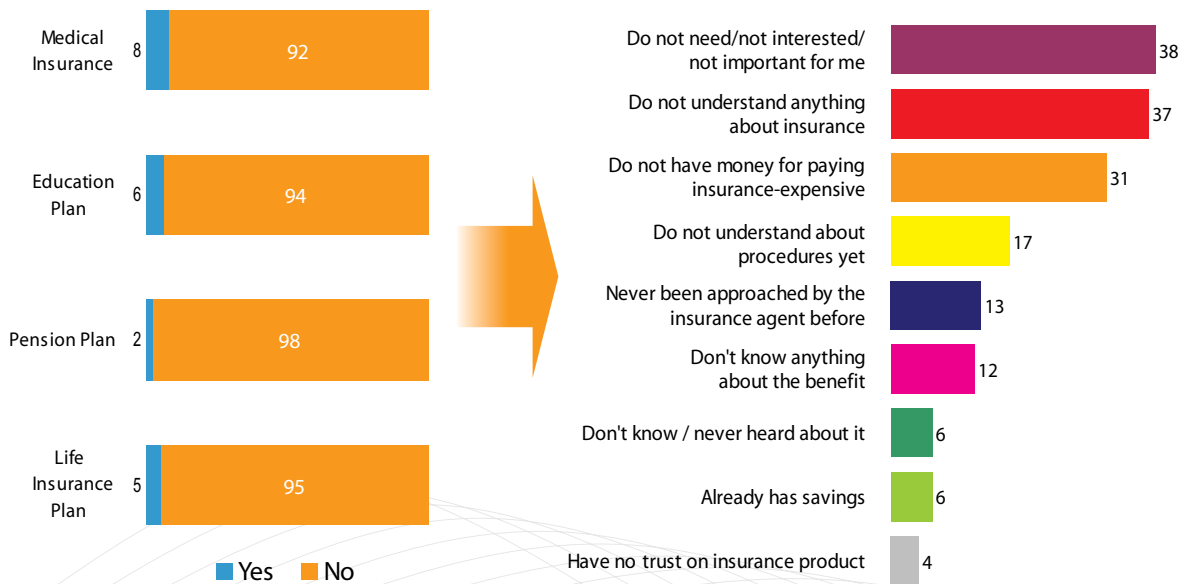 Medical
Insurance
8
92
Education
Plan
6
94
Pension Plan
2
98
Life
Insurance
Plan
5
95
Yes
No
Do not need/not interested/
not important for me
38
Do not understand anything
about insurance
37
Do not have money for paying
insurance-expensive
31
Do not understand about
procedures yet
17
Never been approached by the
insurance agent before
13
Don't know anything
about the benefit
12
Don't know / never heard about it
6
Already has savings
6
Have no trust on insurance product
4